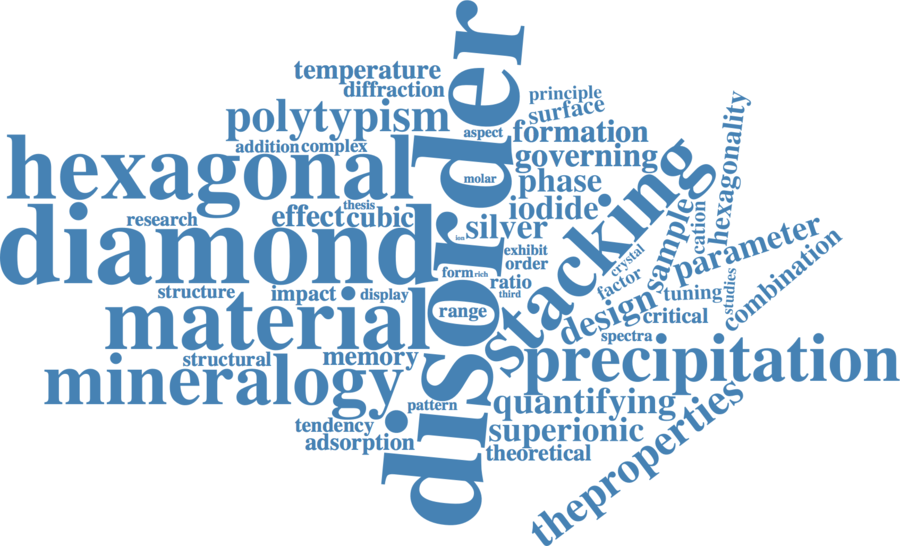 disorder
temperature
diffraction
principle
surface
polytypism
aspect
formation
addition
complex
governing
hexagonality
hexagonal
molar
phase
thesis
iodide
stacking
research
effect
cubic
silver
sample
cation
diamond
ion
exhibit
order
crystal
parameter
form
rich
ratio
factor
combination
structure
impact
display
third
tuning
studies
material
range
design
critical
spectra
structural
memory
precipitation
mineralogy
pattern
quantifying
tendency
superionic
adsorption
theoretical
theproperties